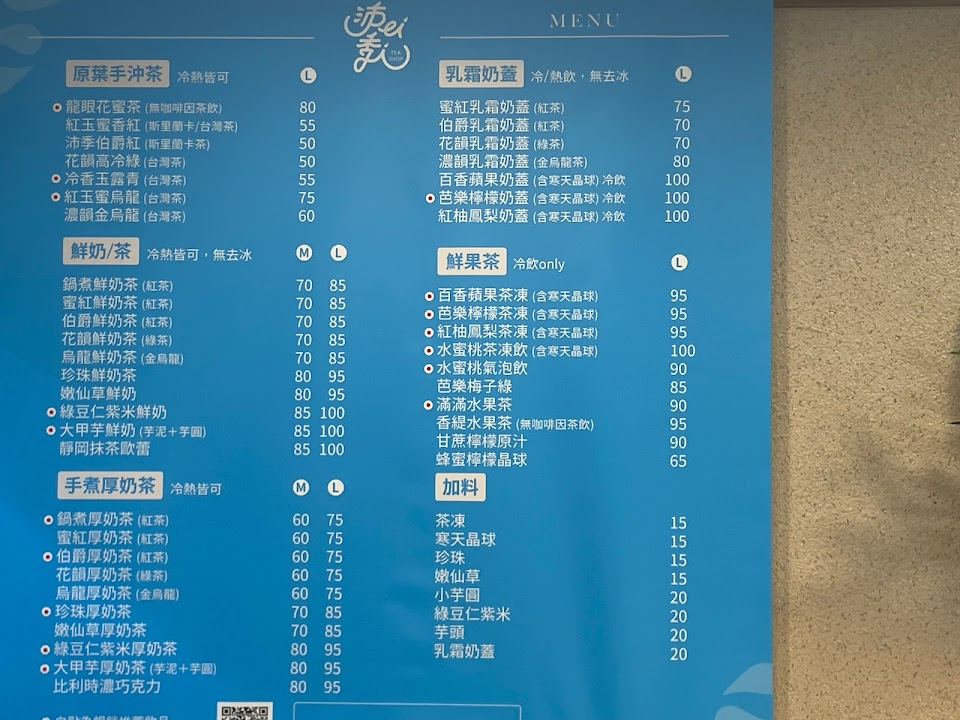 沛季
Pei Ji
TEA SHOP
MENU
原葉手沖茶 冷熱皆可 L
龍眼花蜜茶 (無咖啡因茶飲) 80
紅玉蜜香紅 (斯里蘭卡/台灣茶) 55
沛季伯爵紅 (斯里蘭卡茶) 50
花韻高冷綠 (台灣茶) 50
冷香玉露青 (台灣茶) 55
紅玉蜜烏龍 (台灣茶) 75
濃韻金烏龍 (台灣茶) 60
鮮奶/茶 冷熱皆可，無去冰 M L
鍋煮鮮奶茶 (紅茶) 70 85
蜜紅鮮奶茶 (紅茶) 70 85
伯爵鮮奶茶 (紅茶) 70 85
花韻鮮奶茶 (綠茶) 70 85
烏龍鮮奶茶 (金烏龍) 70 85
珍珠鮮奶茶 80 95
嫩仙草鮮奶 80 95
綠豆仁紫米鮮奶 85 100
大甲芋鮮奶 (芋泥＋芋圓) 85 100
靜岡抹茶歐蕾 85 100
手煮厚奶茶 冷熱皆可 M L
鍋煮厚奶茶 (紅茶) 60 75
蜜紅厚奶茶 (紅茶) 60 75
伯爵厚奶茶 (紅茶) 60 75
花韻厚奶茶 (綠茶) 60 75
烏龍厚奶茶 (金烏龍) 60 75
珍珠厚奶茶 70 85
嫩仙草厚奶茶 70 85
綠豆仁紫米厚奶茶 80 95
大甲芋厚奶茶 (芋泥＋芋圓) 80 95
比利時濃巧克力 80 95
乳霜奶蓋 冷/熱飲，無去冰 L
蜜紅乳霜奶蓋 (紅茶) 75
伯爵乳霜奶蓋 (紅茶) 70
花韻乳霜奶蓋 (綠茶) 70
濃韻乳霜奶蓋 (金烏龍茶) 80
百香蘋果奶蓋 (含寒天晶球) 冷飲 100
芭樂檸檬奶蓋 (含寒天晶球) 冷飲 100
紅柚鳳梨奶蓋 (含寒天晶球) 冷飲 100
鮮果茶 冷飲only L
百香蘋果茶凍 (含寒天晶球) 95
芭樂檸檬茶凍 (含寒天晶球) 95
紅柚鳳梨茶凍 (含寒天晶球) 95
水蜜桃茶凍飲 (含寒天晶球) 100
水蜜桃氣泡飲 90
芭樂梅子綠 85
滿滿水果茶 90
香緹水果茶 (無咖啡因茶飲) 95
甘蔗檸檬原汁 90
蜂蜜檸檬晶球 65
加料
茶凍 15
寒天晶球 15
珍珠 15
嫩仙草 15
小芋圓 20
綠豆仁紫米 20
芋頭 20
乳霜奶蓋 20